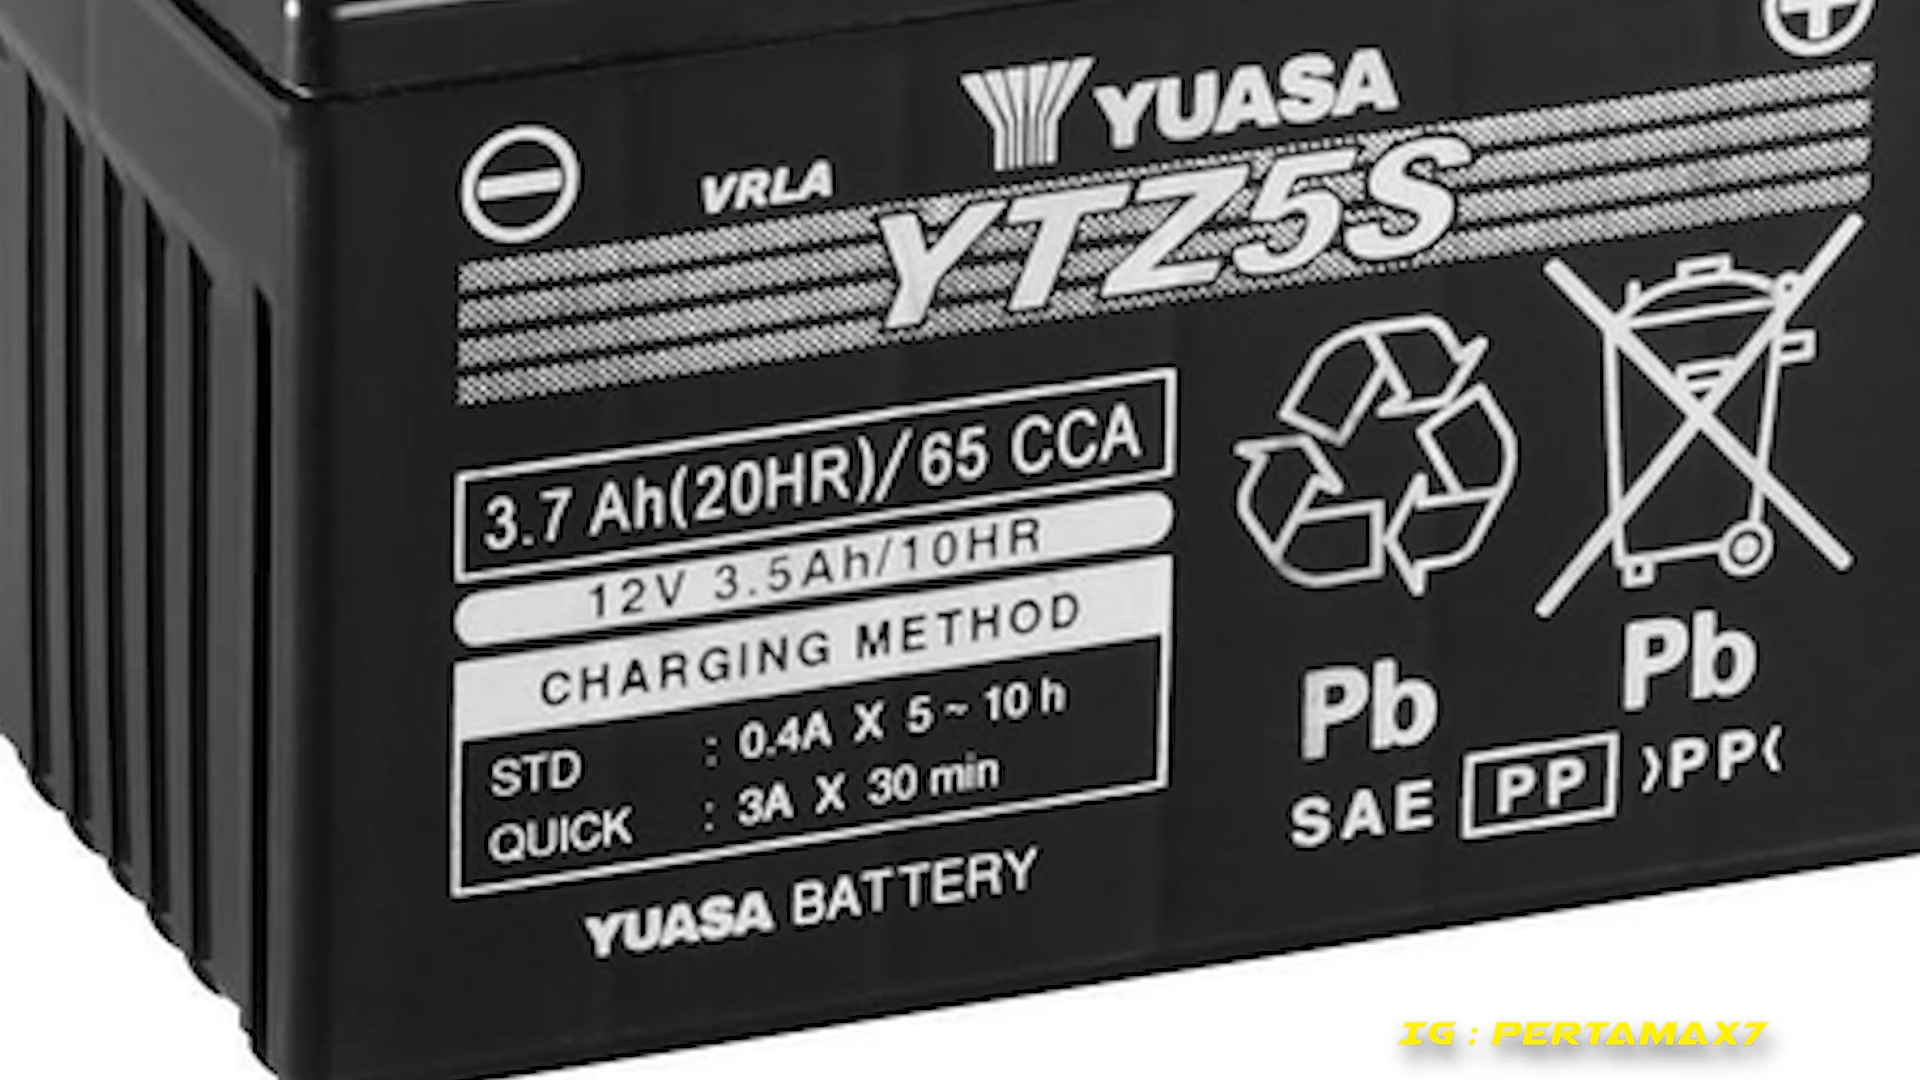 YUASA
VRLA
YTZ5S
3.7 Ah(20HR)/65 CCA
12V 3.5Ah/10HR
CHARGING METHOD
STD : 0.4A X 5~10 h
QUICK : 3A X 30 min
YUASA BATTERY
Pb
Pb
SAE PP >PP<
IG : PERTAMAX7